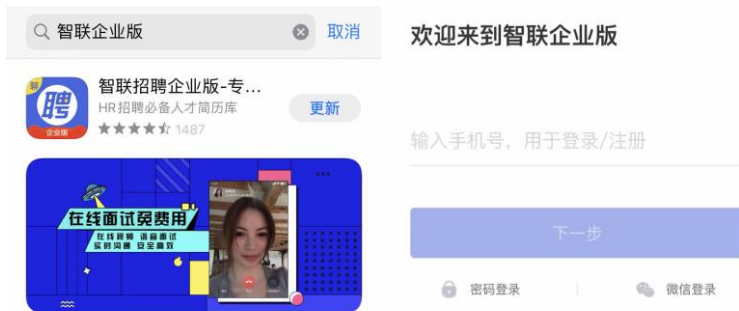 智联企业版
取消
聊
聘
企业版
智联招聘企业版-专...
HR招聘必备人才简历库
1487
更新
在线面试免费用
在线视频 语音面试
实时沟通 安全高效
欢迎来到智联企业版
输入手机号，用于登录/注册
下一步
密码登录
微信登录